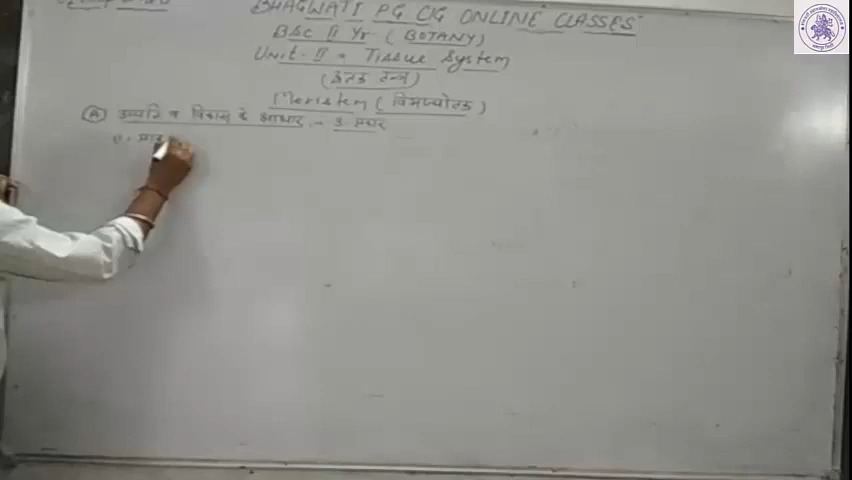 BHAGWATI PG ClG ONLINE CLASSES
BSC II Yr (BOTANY)
Unit-II = Tissue System
(ऊतक तन्त्र)
Meristem (विभज्योतक)
(A) उत्पत्ति व विकास के आधार - 3 प्रकार